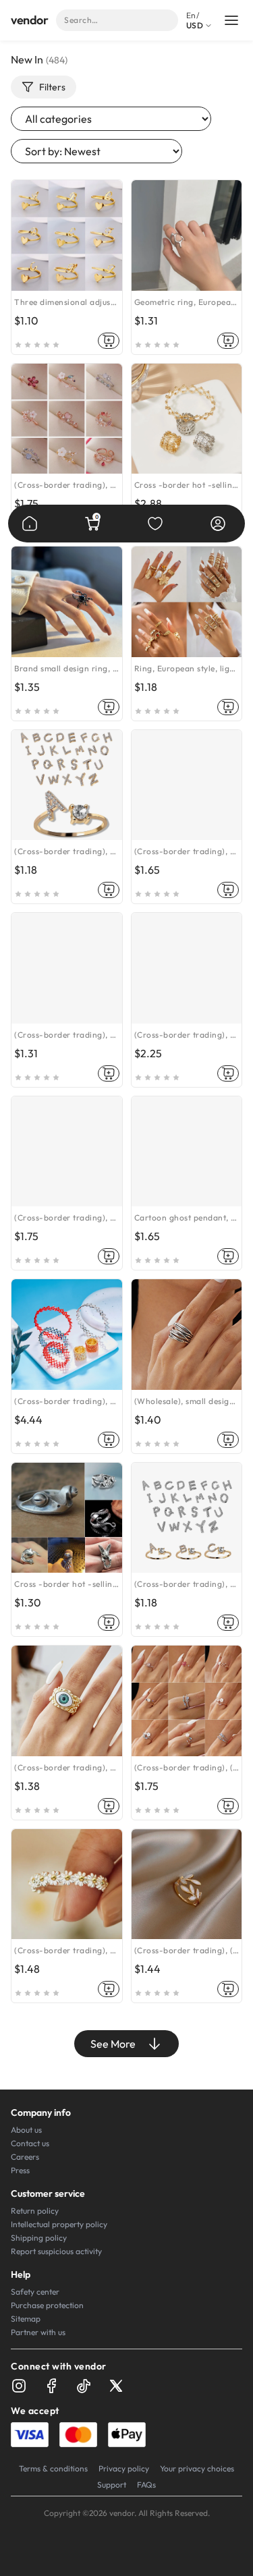 vendor
Search...
En/
USD
New In (484)
Filters
All categories
Sort by: Newest
Three dimensional adjus...
$1.10
Geometric ring, Europea...
$1.31
(Cross-border trading), ...
$1.75
Cross -border hot -sellin...
$2.88
Brand small design ring, ...
$1.35
Ring, European style, lig...
$1.18
ABCDEFG
IJKLMNO
QRSTUV
WXYZ
(Cross-border trading), ...
$1.18
(Cross-border trading), ...
$1.65
(Cross-border trading), ...
$1.31
(Cross-border trading), ...
$2.25
(Cross-border trading), ...
$1.75
Cartoon ghost pendant, ...
$1.65
(Cross-border trading), ...
$4.44
(Wholesale), small desig...
$1.40
Cross -border hot -sellin...
$1.30
ABCDEFG
IJKLMNO
QRSTUV
WXYZ
A B C
(Cross-border trading), ...
$1.18
(Cross-border trading), ...
$1.38
(Cross-border trading), (...
$1.75
(Cross-border trading), ...
$1.48
(Cross-border trading), (...
$1.44
See More
Company info
About us
Contact us
Careers
Press
Customer service
Return policy
Intellectual property policy
Shipping policy
Report suspicious activity
Help
Safety center
Purchase protection
Sitemap
Partner with us
Connect with vendor
We accept
VISA mastercard Pay
Terms & conditions Privacy policy Your privacy choices
Support FAQs
Copyright ©2026 vendor. All Rights Reserved.